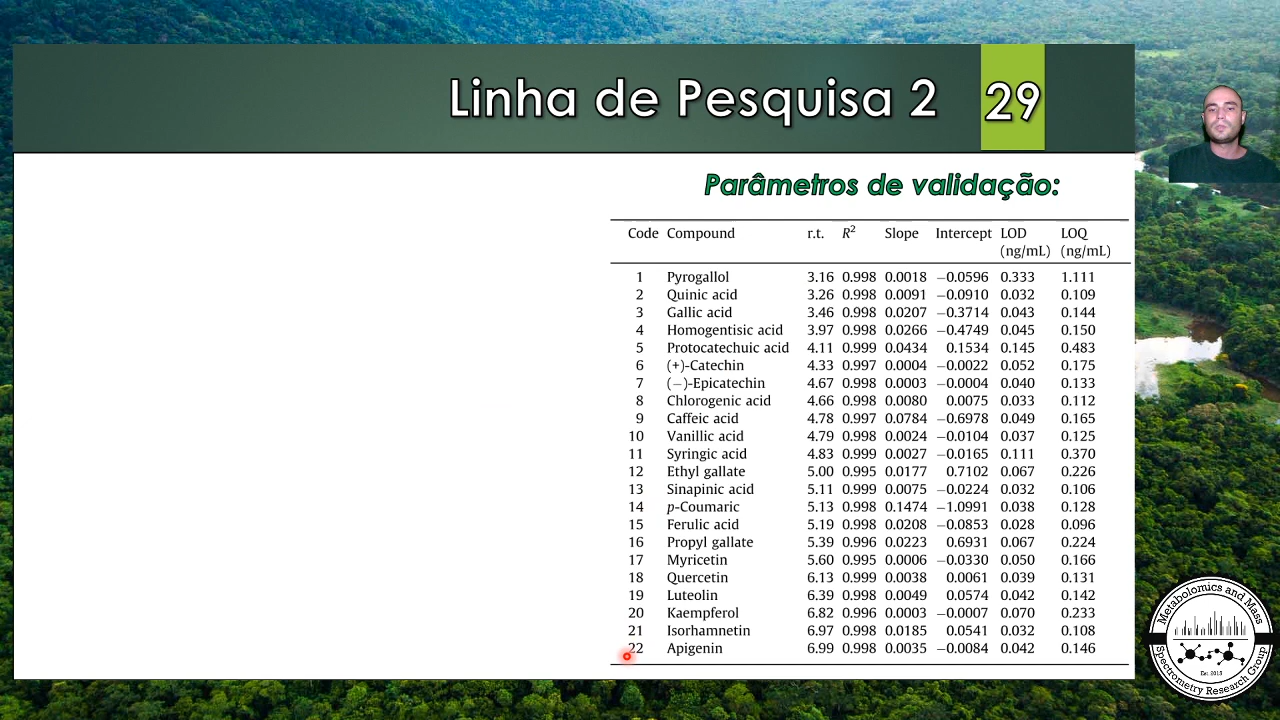 Linha de Pesquisa 2
29
Parâmetros de validação:
Code Compound r.t. R² Slope Intercept LOD (ng/mL) LOQ (ng/mL)
1 Pyrogallol 3.16 0.998 0.0018 −0.0596 0.333 1.111
2 Quinic acid 3.26 0.998 0.0091 −0.0910 0.032 0.109
3 Gallic acid 3.46 0.998 0.0207 −0.3714 0.043 0.144
4 Homogentisic acid 3.97 0.998 0.0266 −0.4749 0.045 0.150
5 Protocatechuic acid 4.11 0.999 0.0434 0.1534 0.145 0.483
6 (+)-Catechin 4.33 0.997 0.0004 −0.0022 0.052 0.175
7 (−)-Epicatechin 4.67 0.998 0.0003 −0.0004 0.040 0.133
8 Chlorogenic acid 4.66 0.998 0.0080 0.0075 0.033 0.112
9 Caffeic acid 4.78 0.997 0.0784 −0.6978 0.049 0.165
10 Vanillic acid 4.79 0.998 0.0024 −0.0104 0.037 0.125
11 Syringic acid 4.83 0.999 0.0027 −0.0165 0.111 0.370
12 Ethyl gallate 5.00 0.995 0.0177 0.7102 0.067 0.226
13 Sinapinic acid 5.11 0.999 0.0075 −0.0224 0.032 0.106
14 p-Coumaric 5.13 0.998 0.1474 −1.0991 0.038 0.128
15 Ferulic acid 5.19 0.998 0.0208 −0.0853 0.028 0.096
16 Propyl gallate 5.39 0.996 0.0223 0.6931 0.067 0.224
17 Myricetin 5.60 0.995 0.0006 −0.0330 0.050 0.166
18 Quercetin 6.13 0.999 0.0038 0.0061 0.039 0.131
19 Luteolin 6.39 0.998 0.0049 0.0574 0.042 0.142
20 Kaempferol 6.82 0.996 0.0003 −0.0007 0.070 0.233
21 Isorhamnetin 6.97 0.998 0.0185 0.0541 0.032 0.108
22 Apigenin 6.99 0.998 0.0035 −0.0084 0.042 0.146
Metabolomics and Mass
Spectrometry Research Group
Est. 2013